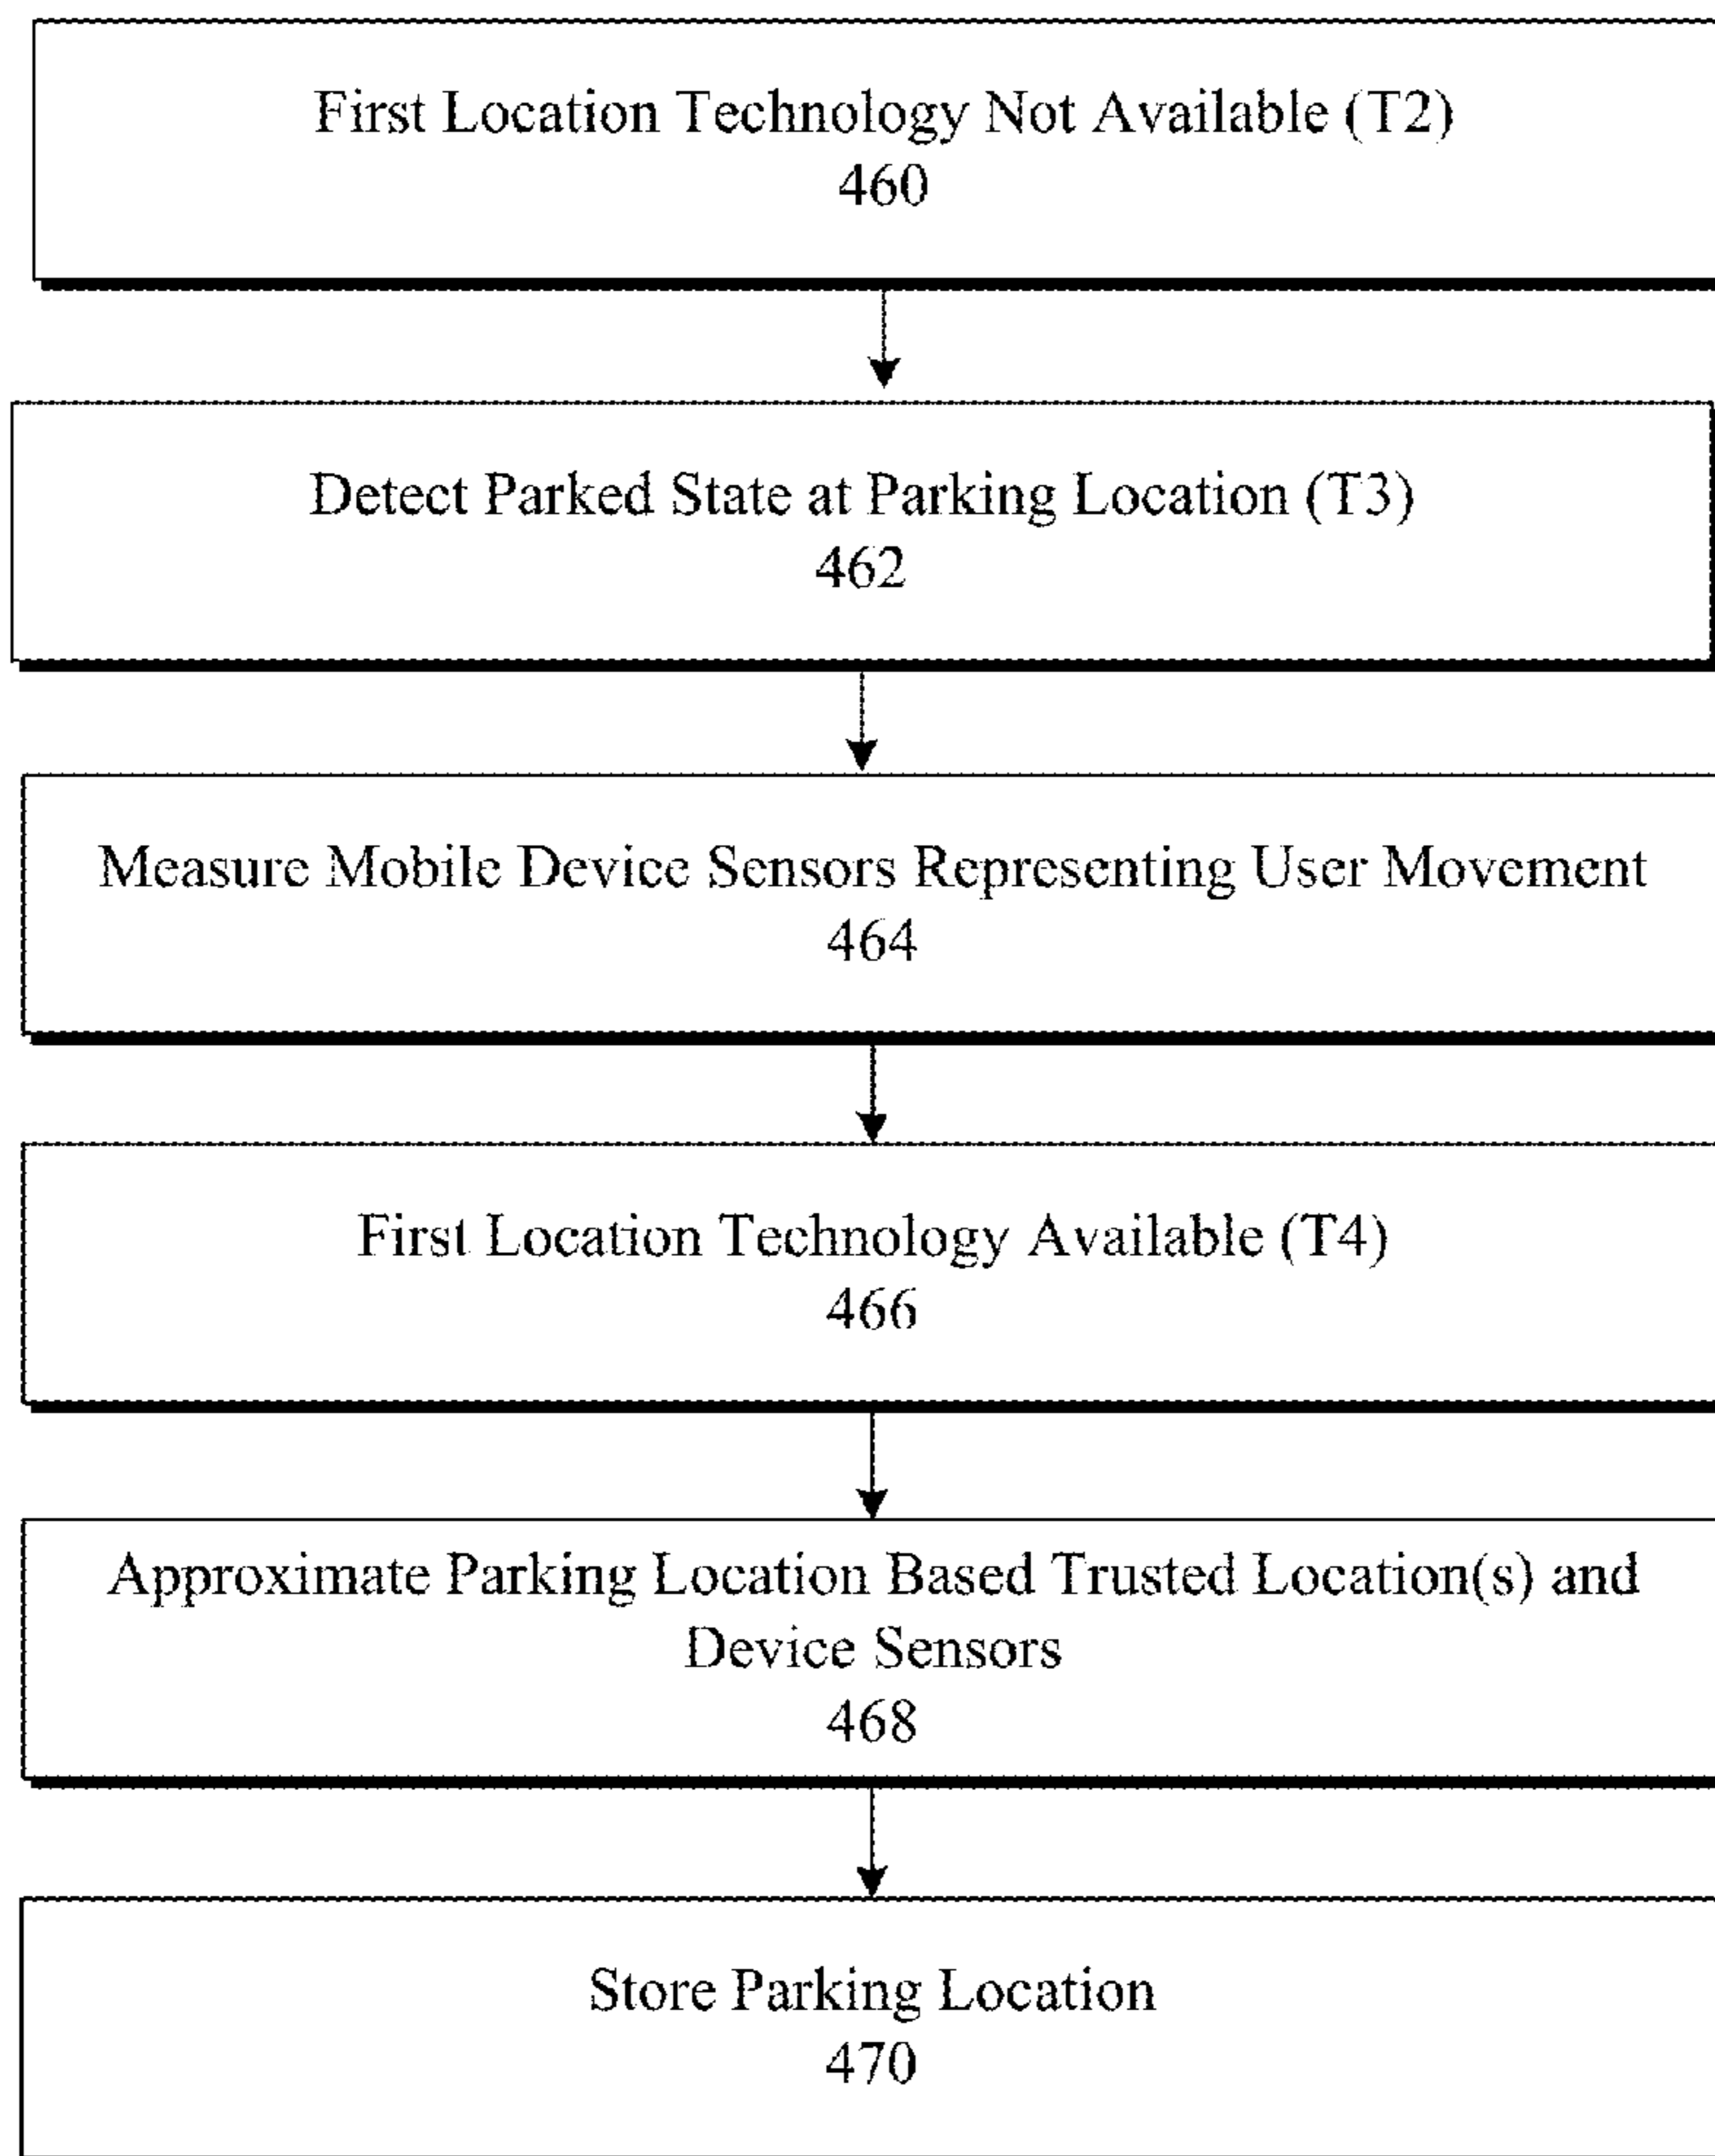 First Location Technology Not Available (T2)
460
Detect Parked State at Parking Location (T3)
462
Measure Mobile Device Sensors Representing User Movement
464
First Location Technology Available (T4)
466
Approximate Parking Location Based Trusted Location(s) and
Device Sensors
468
Store Parking Location
470